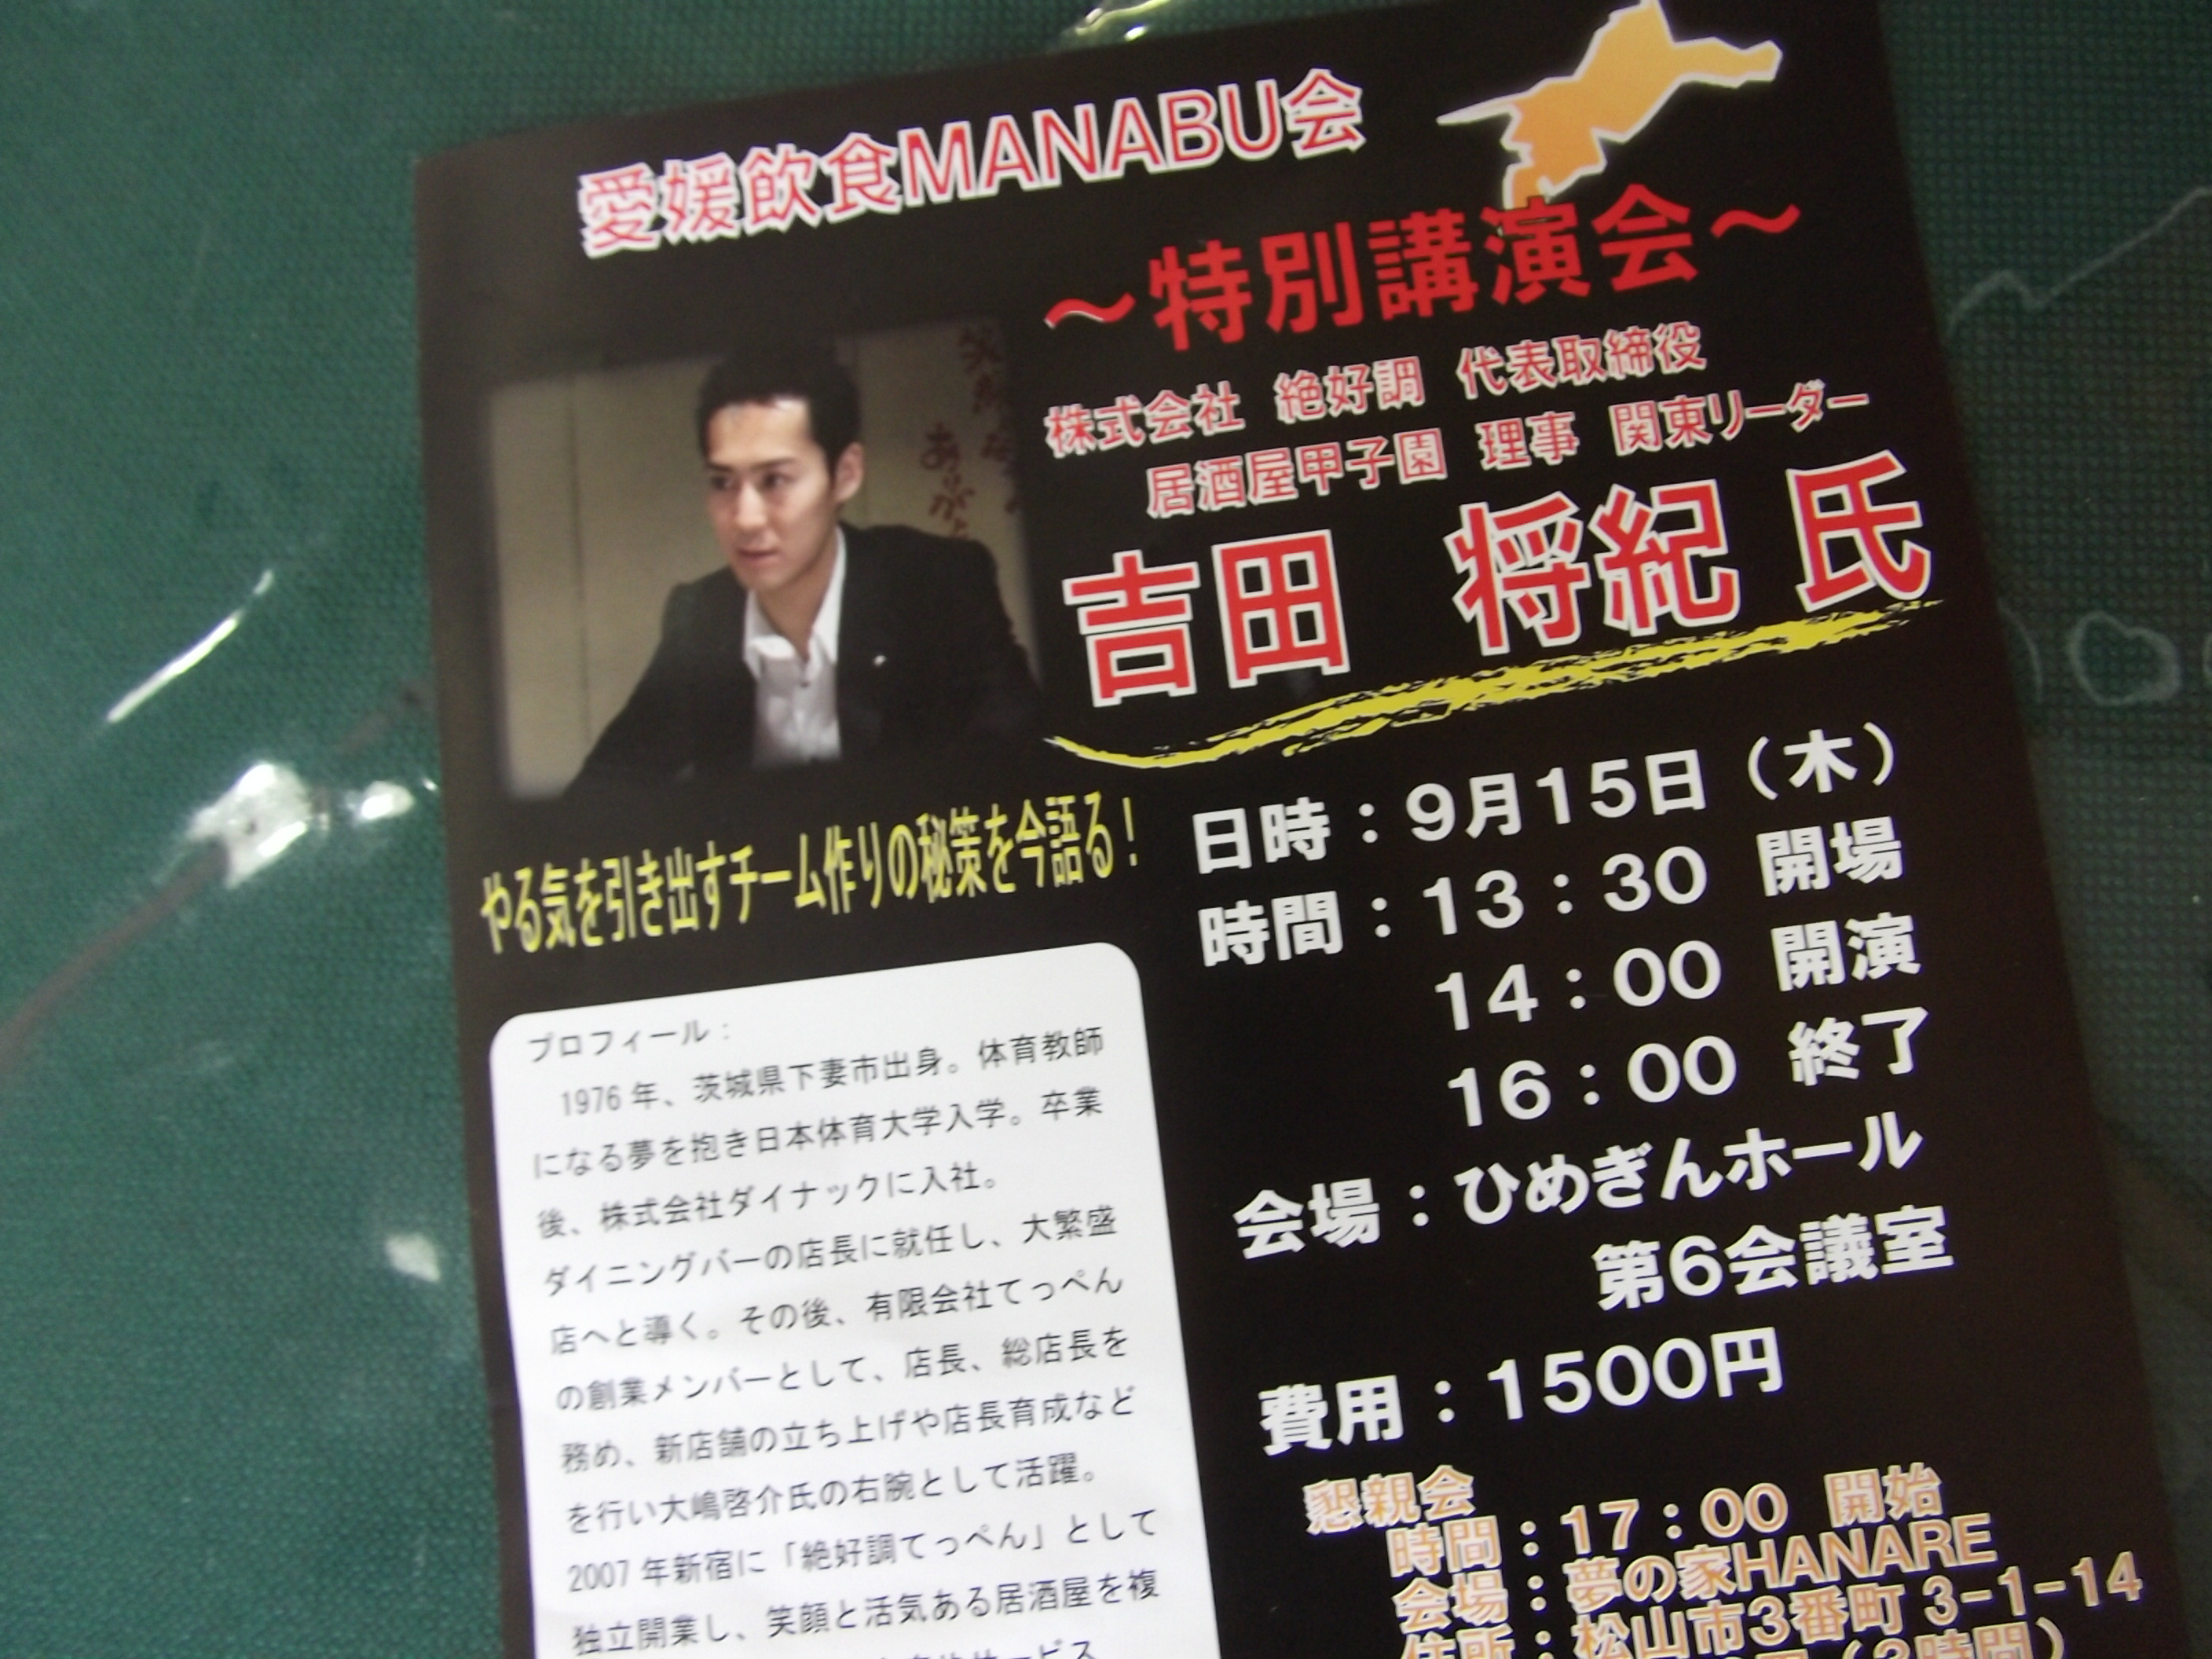 愛媛飲食MANABU会
～特別講演会～
株式会社 絶好調 代表取締役
居酒屋甲子園 理事 関東リーダー
吉田 将紀 氏
やる気を引き出すチーム作りの秘策を今語る！
日時：9月15日（木）
時間：13：30 開場
14：00 開演
16：00 終了
会場：ひめぎんホール
第6会議室
費用：1500円
懇親会
時間：17：00 開始
会場：夢の家HANARE
住所：松山市3番町 3-1-14
（2時間）
プロフィール：
1976 年、茨城県下妻市出身。体育教師
になる夢を抱き日本体育大学入学。卒業
後、株式会社ダイナックに入社。
ダイニングバーの店長に就任し、大繁盛
店へと導く。その後、有限会社てっぺん
の創業メンバーとして、店長、総店長を
務め、新店舗の立ち上げや店長育成など
を行い大嶋啓介氏の右腕として活躍。
2007 年新宿に「絶好調てっぺん」として
独立開業し、笑顔と活気ある居酒屋を複
サービス